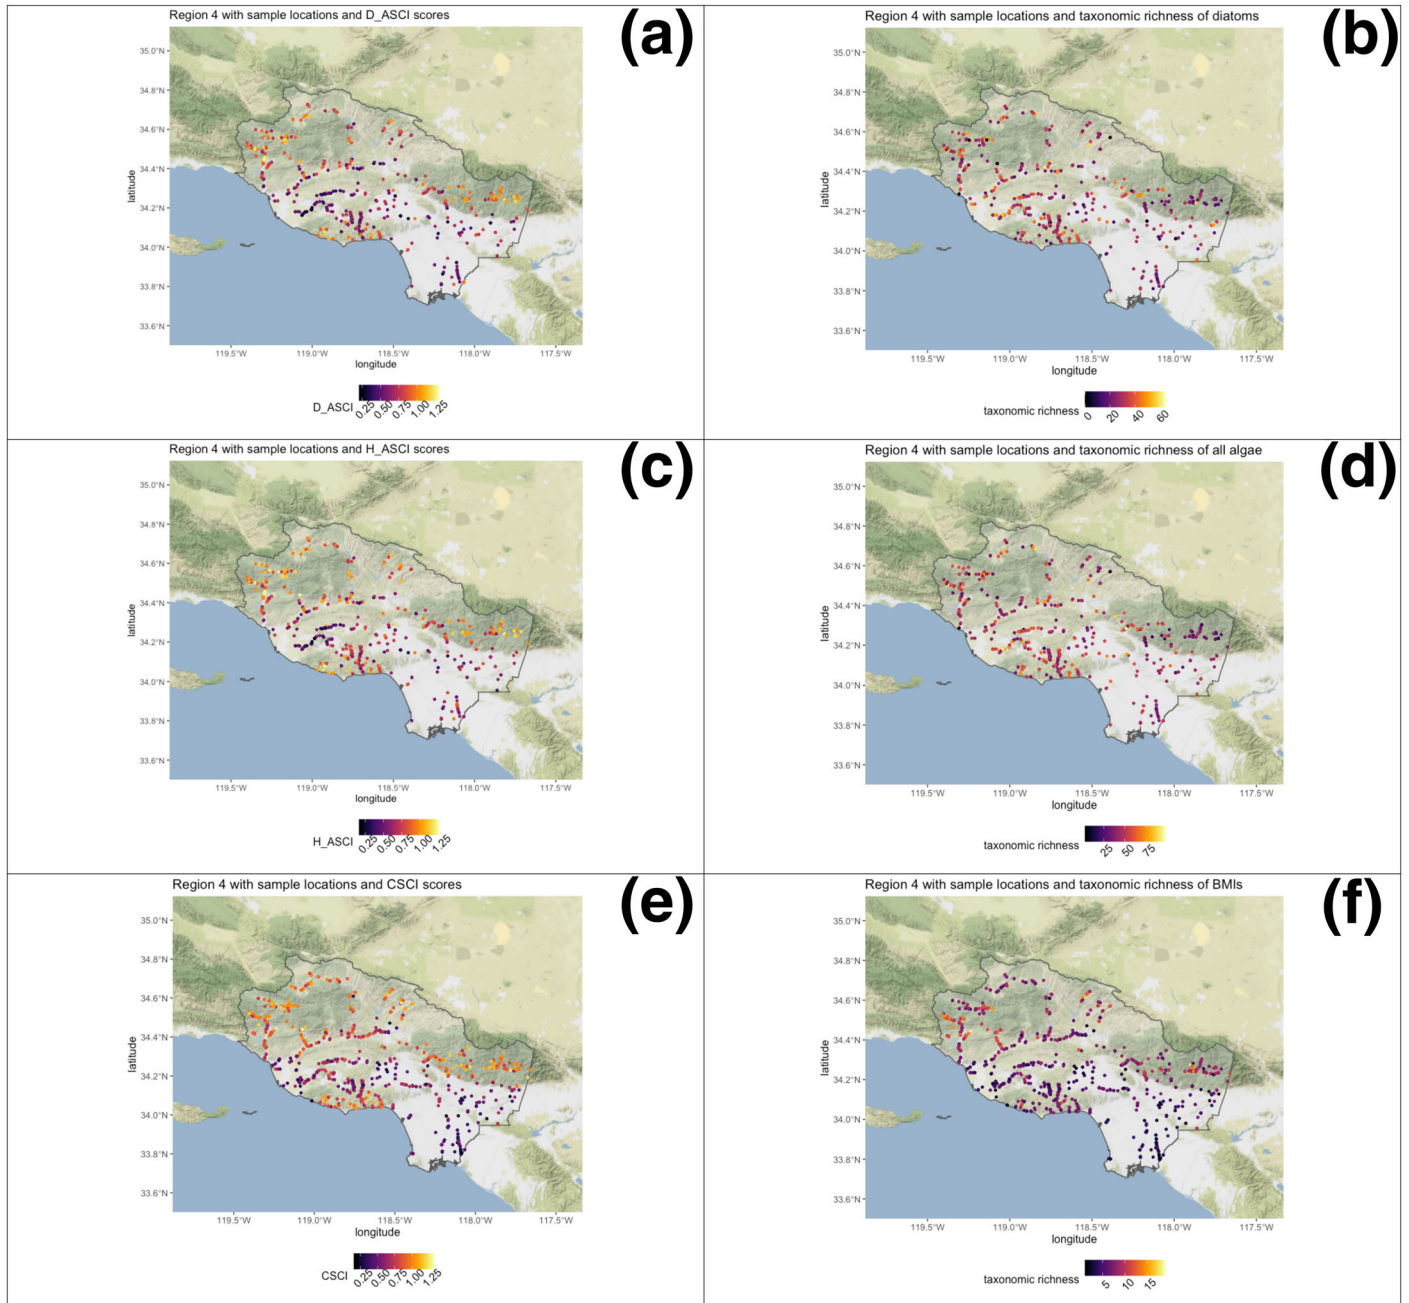 Region 4 with sample locations and D_ASCI scores
(a)
35.0°N
34.8°N
34.6°N
34.4°N
34.2°N
34.0°N
33.8°N
33.6°N
latitude
119.5°W 119.0°W 118.5°W 118.0°W 117.5°W
longitude
D_ASCI 0.25 0.50 0.75 1.00 1.25
Region 4 with sample locations and taxonomic richness of diatoms
(b)
35.0°N
34.8°N
34.6°N
34.4°N
34.2°N
34.0°N
33.8°N
33.6°N
latitude
119.5°W 119.0°W 118.5°W 118.0°W 117.5°W
longitude
taxonomic richness 0 20 40 60
Region 4 with sample locations and H_ASCI scores
(c)
35.0°N
34.8°N
34.6°N
34.4°N
34.2°N
34.0°N
33.8°N
33.6°N
latitude
119.5°W 119.0°W 118.5°W 118.0°W 117.5°W
longitude
H_ASCI 0.25 0.50 0.75 1.00 1.25
Region 4 with sample locations and taxonomic richness of all algae
(d)
35.0°N
34.8°N
34.6°N
34.4°N
34.2°N
34.0°N
33.8°N
33.6°N
latitude
119.5°W 119.0°W 118.5°W 118.0°W 117.5°W
longitude
taxonomic richness 25 50 75
Region 4 with sample locations and CSCI scores
(e)
35.0°N
34.8°N
34.6°N
34.4°N
34.2°N
34.0°N
33.8°N
33.6°N
latitude
119.5°W 119.0°W 118.5°W 118.0°W 117.5°W
longitude
CSCI 0.25 0.50 0.75 1.00 1.25
Region 4 with sample locations and taxonomic richness of BMIs
(f)
35.0°N
34.8°N
34.6°N
34.4°N
34.2°N
34.0°N
33.8°N
33.6°N
latitude
119.5°W 119.0°W 118.5°W 118.0°W 117.5°W
longitude
taxonomic richness 5 10 15